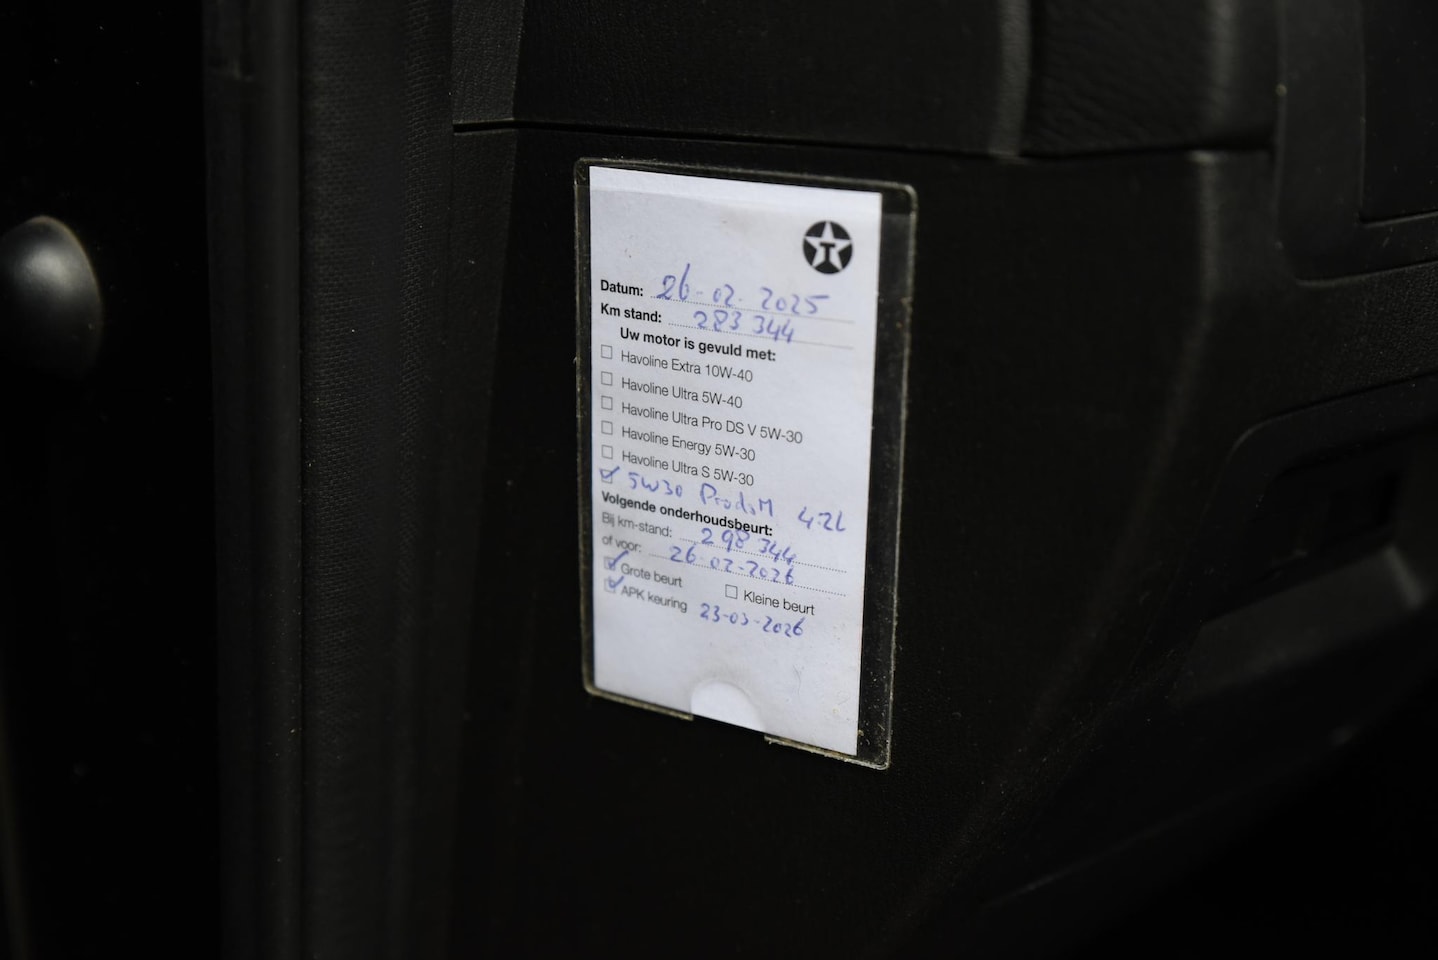 Datum: 26-02-2025
Km stand: 283 344
Uw motor is gevuld met:
Havoline Extra 10W-40
Havoline Ultra 5W-40
Havoline Ultra Pro DS V 5W-30
Havoline Energy 5W-30
Havoline Ultra S 5W-30
5W30 ProdsM 4.2L
Volgende onderhoudsbeurt:
Bij km-stand: 298 344
of voor: 26-02-2026
Grote beurt Kleine beurt
APK keuring 23-03-2026